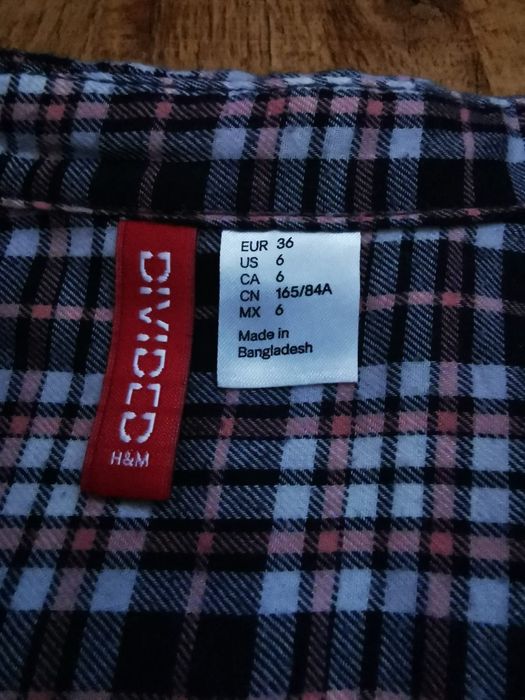 DIVIDED
H&M
EUR 36
US 6
CA 6
CN 165/84A
MX 6
Made in
Bangladesh